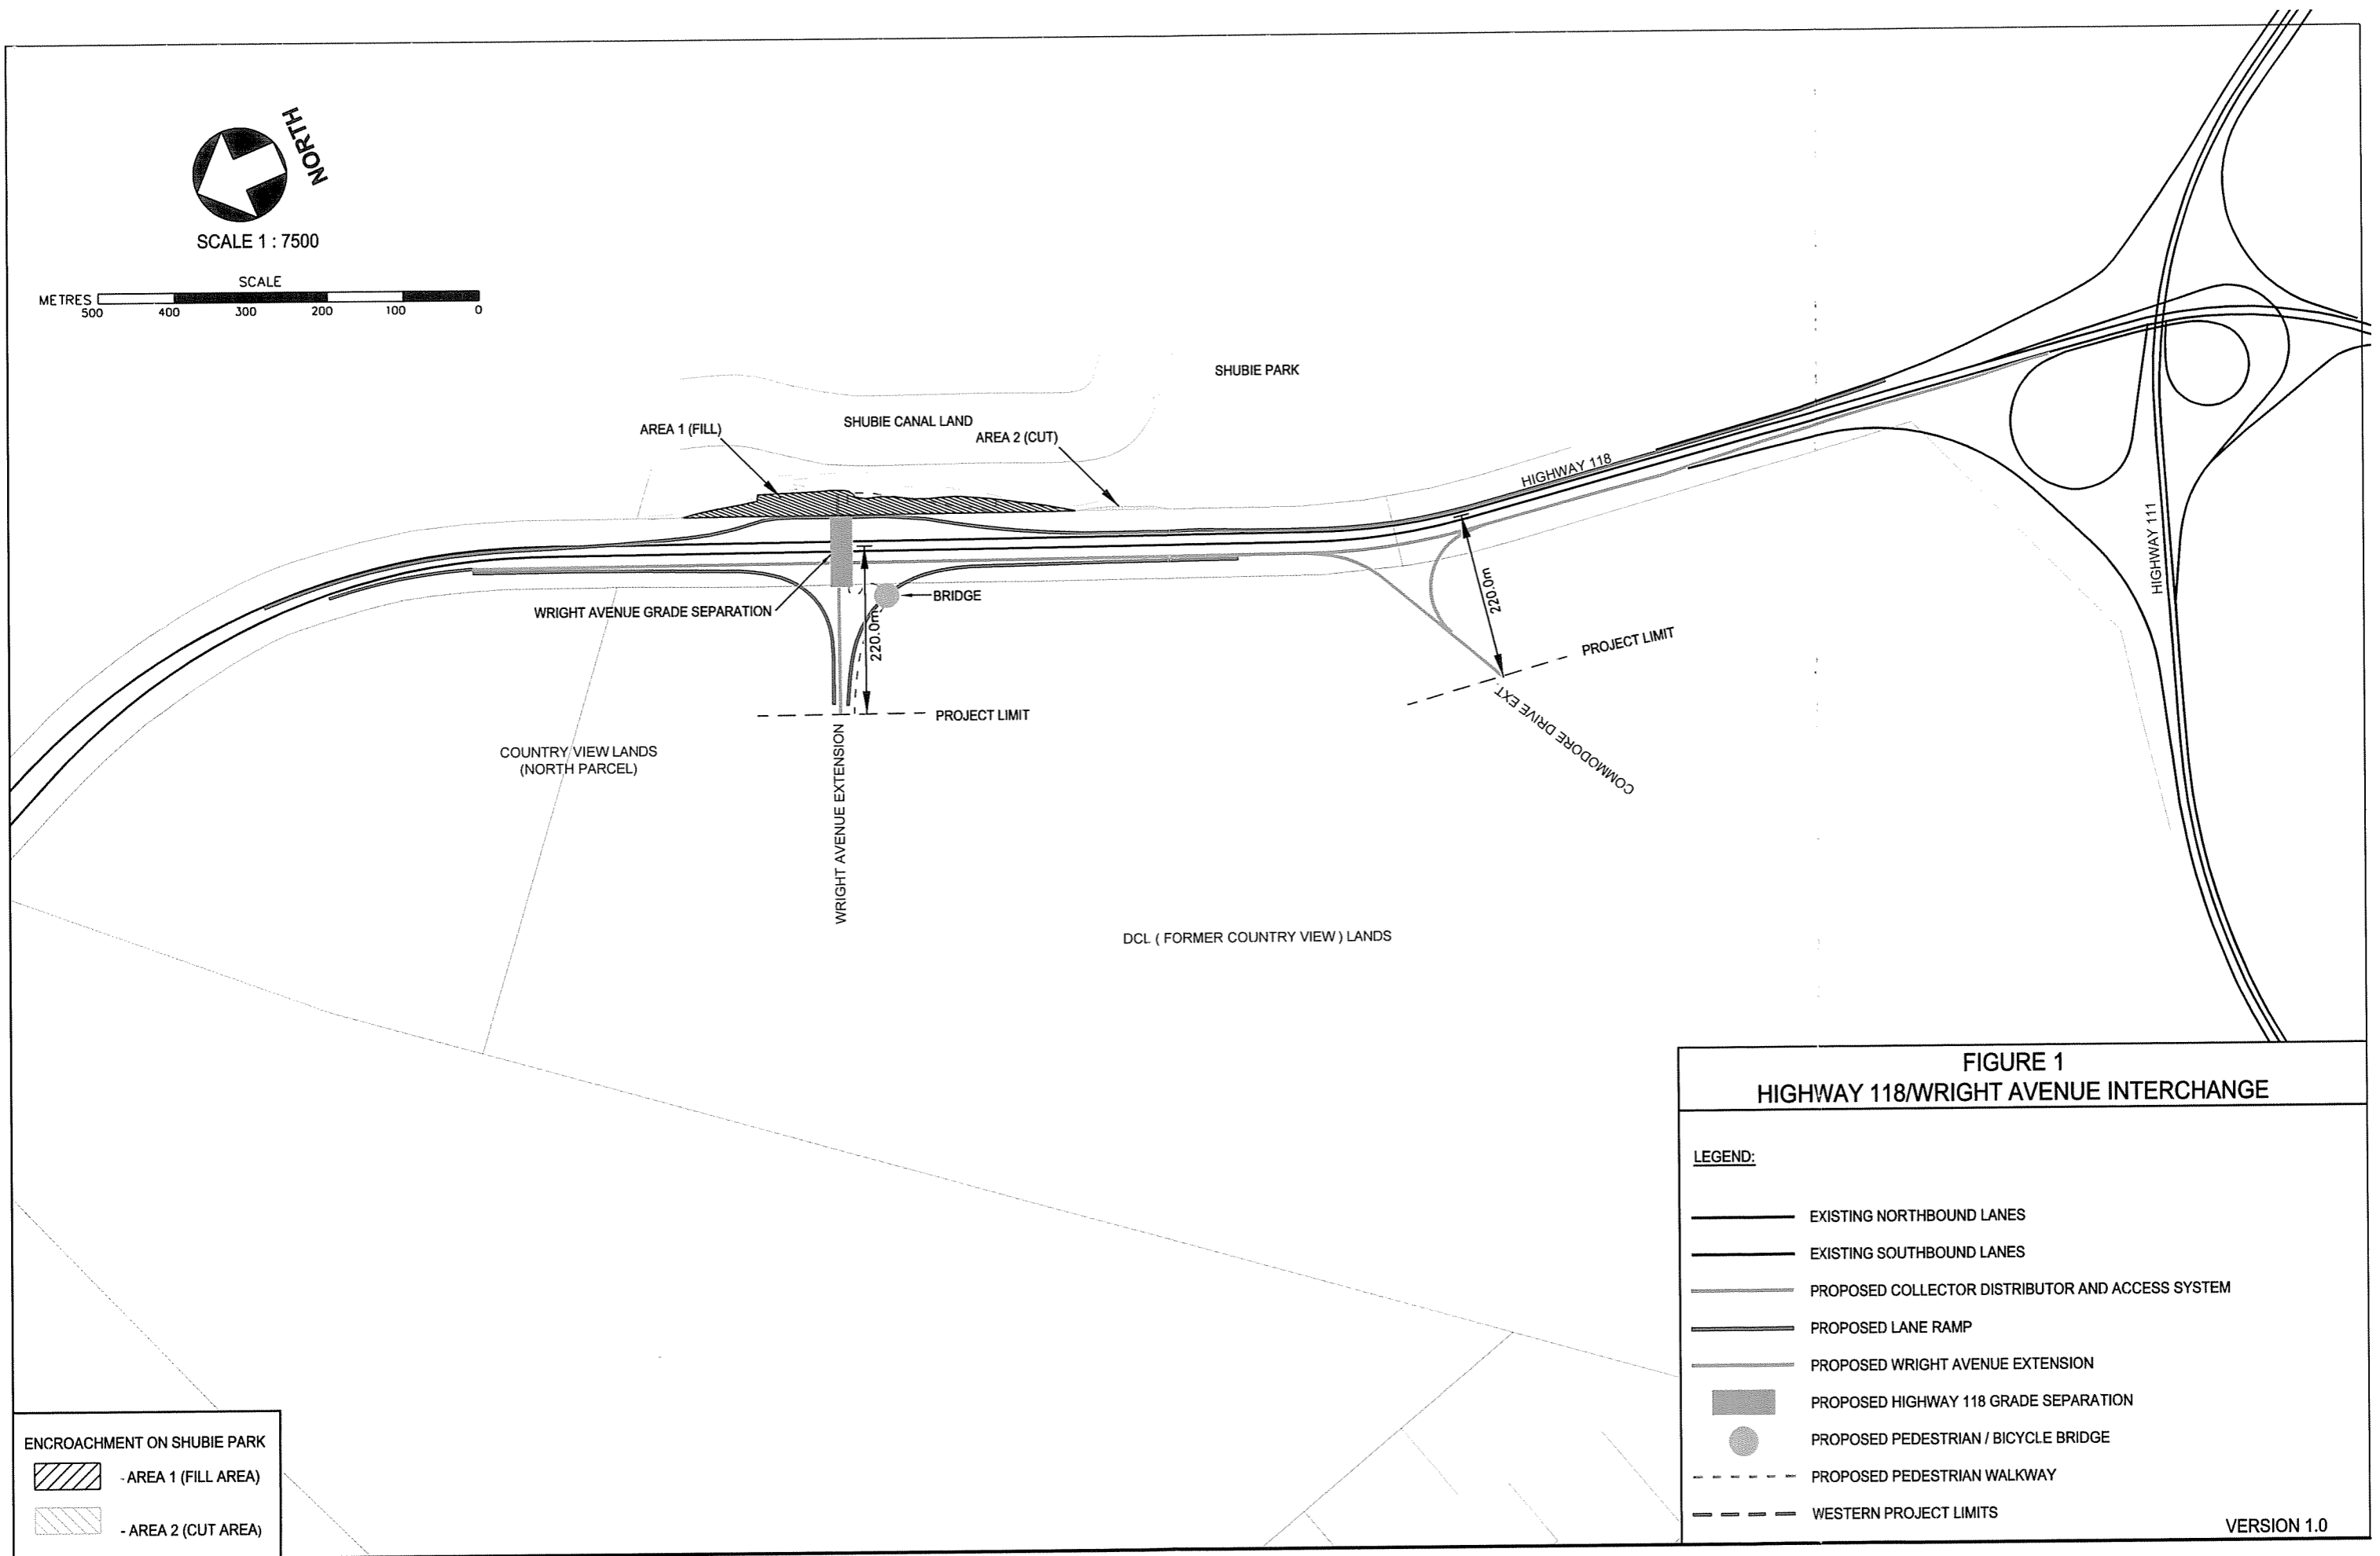 NORTH
SCALE 1 : 7500
SCALE
METRES
500 400 300 200 100 0
SHUBIE PARK
SHUBIE CANAL LAND
AREA 1 (FILL)
AREA 2 (CUT)
HIGHWAY 118
HIGHWAY 111
WRIGHT AVENUE GRADE SEPARATION
BRIDGE
220.0m
220.0m
PROJECT LIMIT
PROJECT LIMIT
COMMODORE DRIVE EXT.
WRIGHT AVENUE EXTENSION
COUNTRY VIEW LANDS
(NORTH PARCEL)
DCL ( FORMER COUNTRY VIEW ) LANDS
FIGURE 1
HIGHWAY 118/WRIGHT AVENUE INTERCHANGE
LEGEND:
EXISTING NORTHBOUND LANES
EXISTING SOUTHBOUND LANES
PROPOSED COLLECTOR DISTRIBUTOR AND ACCESS SYSTEM
PROPOSED LANE RAMP
PROPOSED WRIGHT AVENUE EXTENSION
PROPOSED HIGHWAY 118 GRADE SEPARATION
PROPOSED PEDESTRIAN / BICYCLE BRIDGE
PROPOSED PEDESTRIAN WALKWAY
WESTERN PROJECT LIMITS
VERSION 1.0
ENCROACHMENT ON SHUBIE PARK
- AREA 1 (FILL AREA)
- AREA 2 (CUT AREA)